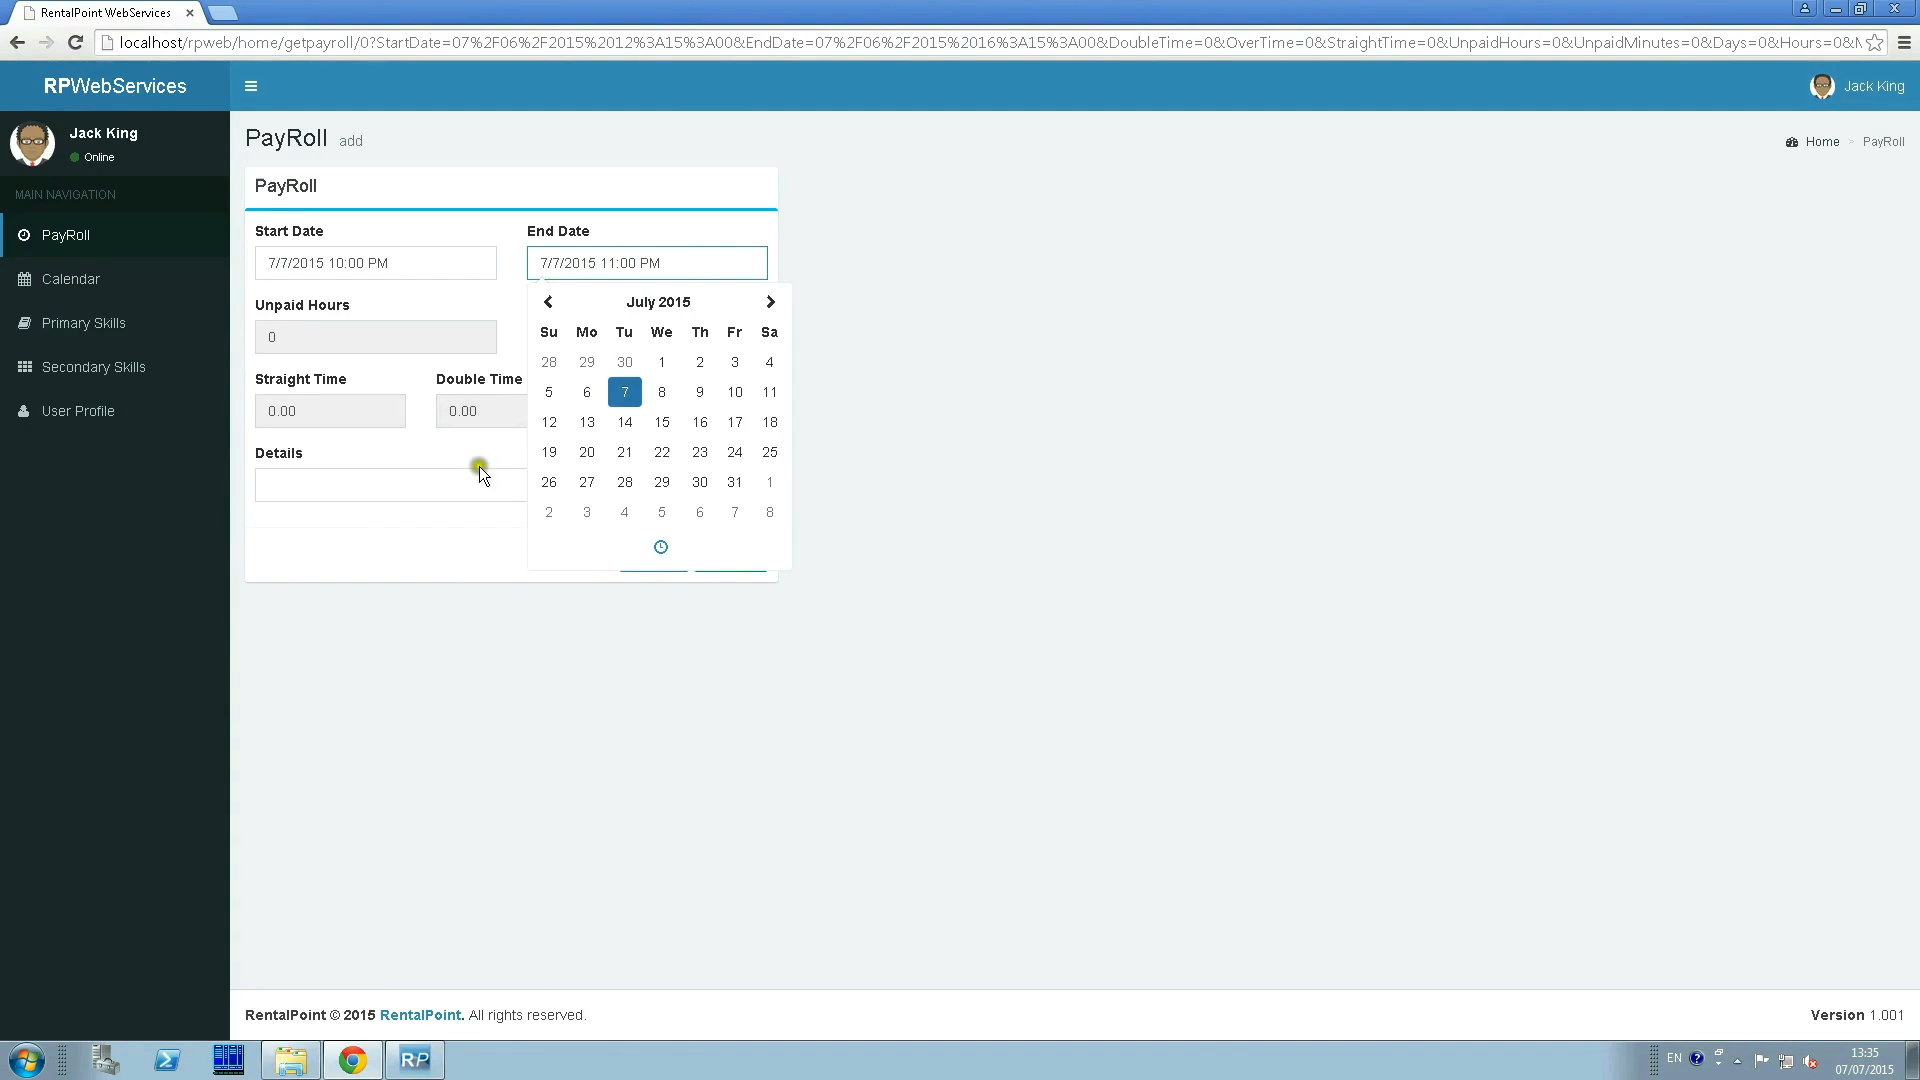 RentalPoint WebServices
localhost/rpweb/home/getpayroll/0?StartDate=07%2F06%2F2015%2012%3A15%3A00&EndDate=07%2F06%2F2015%2016%3A15%3A00&DoubleTime=0&OverTime=0&StraightTime=0&UnpaidHours=0&UnpaidMinutes=0&Days=0&Hours=0&
RPWebServices
Jack King
Jack King
Online
PayRoll add
Home > PayRoll
MAIN NAVIGATION
PayRoll
Calendar
Primary Skills
Secondary Skills
User Profile
PayRoll
Start Date End Date
7/7/2015 10:00 PM 7/7/2015 11:00 PM
Unpaid Hours
0
Straight Time Double Time
0.00 0.00
Details
July 2015
Su Mo Tu We Th Fr Sa
28 29 30 1 2 3 4
5 6 7 8 9 10 11
12 13 14 15 16 17 18
19 20 21 22 23 24 25
26 27 28 29 30 31 1
2 3 4 5 6 7 8
RentalPoint © 2015 RentalPoint. All rights reserved.
Version 1.001
RP
EN
13:35
07/07/2015